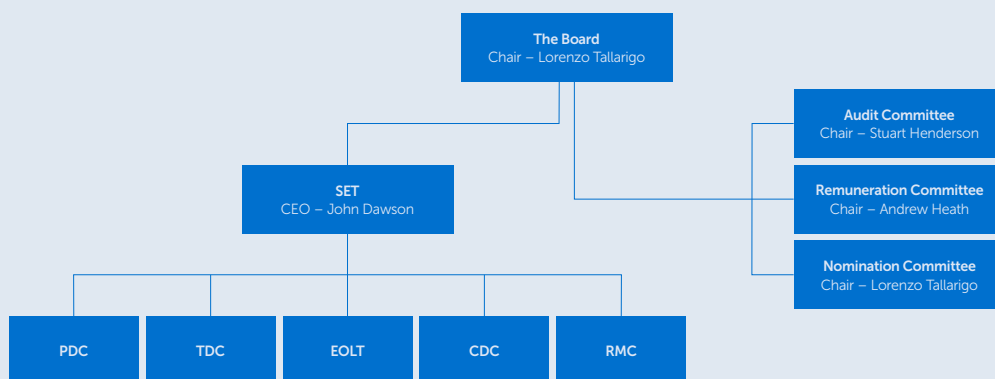 The Board
Chair – Lorenzo Tallarigo
Audit Committee
Chair – Stuart Henderson
SET
CEO – John Dawson
Remuneration Committee
Chair – Andrew Heath
Nomination Committee
Chair – Lorenzo Tallarigo
PDC
TDC
EOLT
CDC
RMC